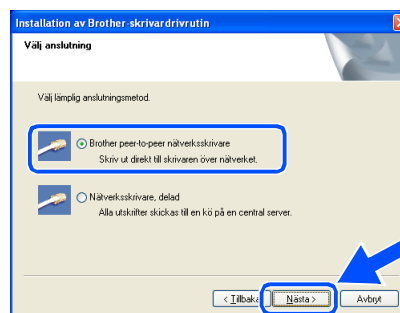 Installation av Brother-skrivardrivrutin
Välj anslutning
Välj lämplig anslutningsmetod.
Brother peer-to-peer nätverksskrivare
Skriv ut direkt till skrivaren över nätverket.
Nätverksskrivare, delad
Alla utskrifter skickas till en kö på en central server.
< Tillbaka Nästa > Avbryt